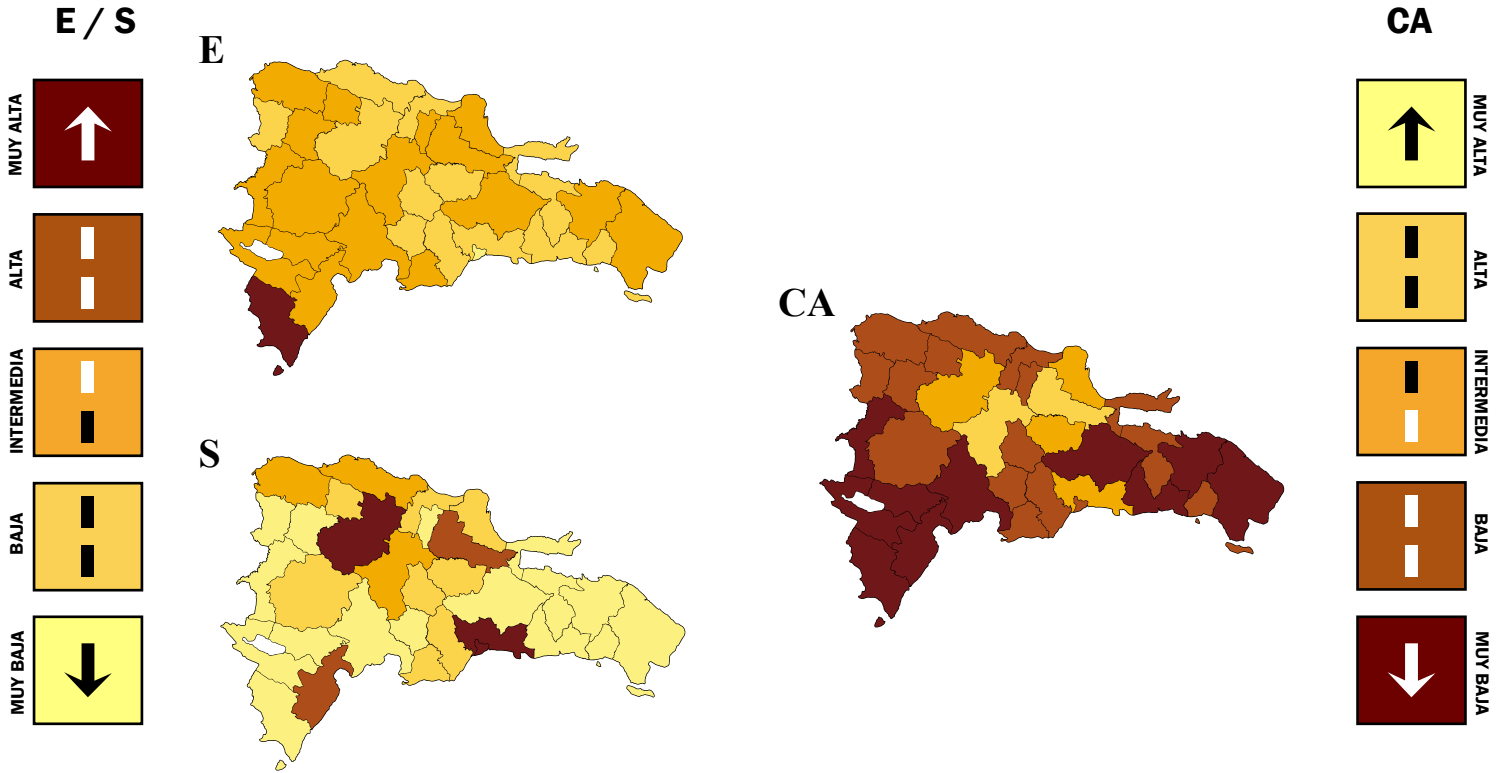 E / S
MUY ALTA
ALTA
INTERMEDIA
BAJA
MUY BAJA
E
S
CA
CA
MUY ALTA
ALTA
INTERMEDIA
BAJA
MUY BAJA